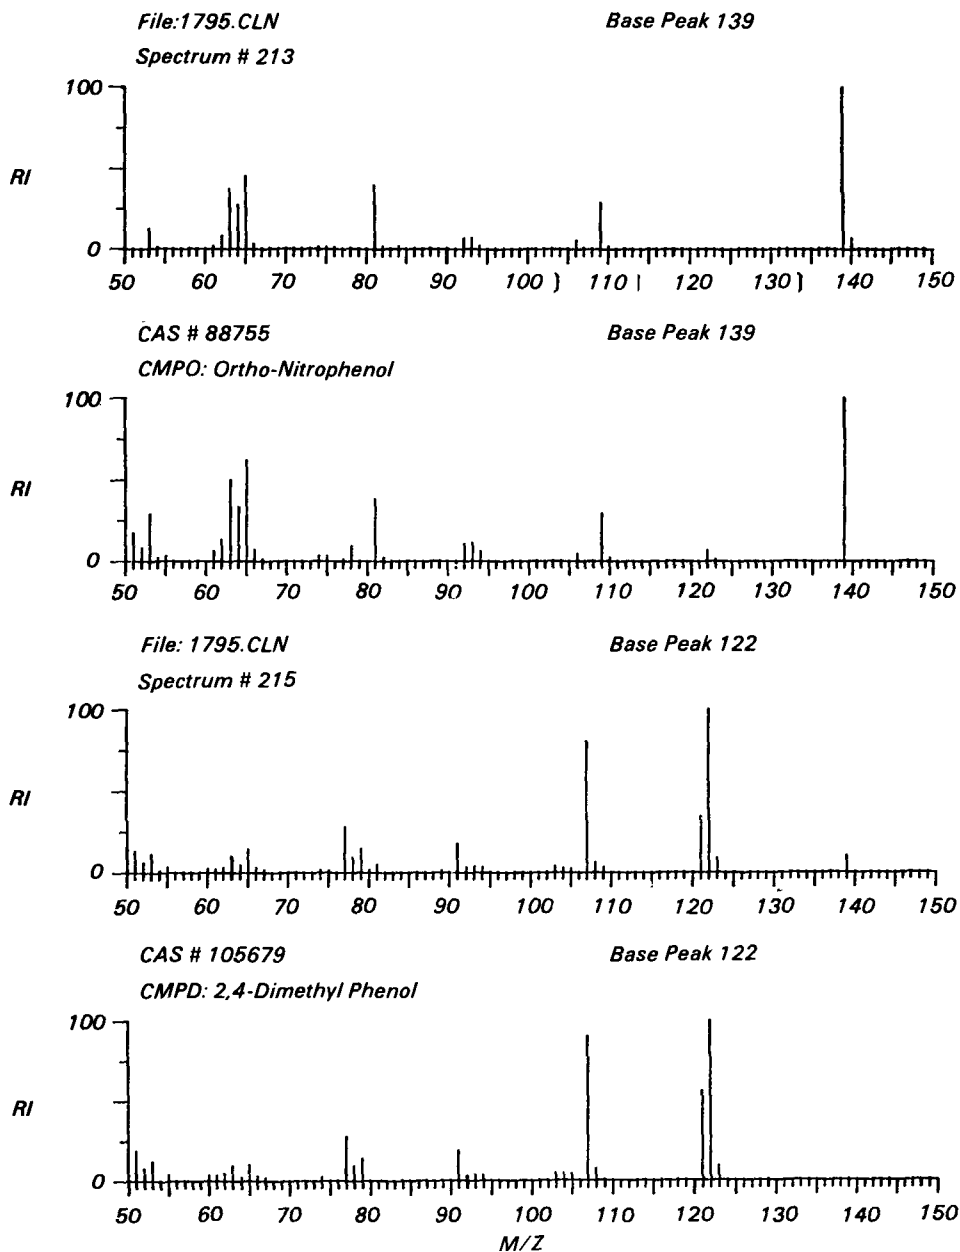 File:1795.CLN Base Peak 139
Spectrum # 213
100
RI
0
50 60 70 80 90 100 110 120 130 140 150
CAS # 88755 Base Peak 139
CMPO: Ortho-Nitrophenol
100
RI
0
50 60 70 80 90 100 110 120 130 140 150
File: 1795.CLN Base Peak 122
Spectrum # 215
100
RI
0
50 60 70 80 90 100 110 120 130 140 150
CAS # 105679 Base Peak 122
CMPD: 2,4-Dimethyl Phenol
100
RI
0
50 60 70 80 90 100 110 120 130 140 150
M/Z